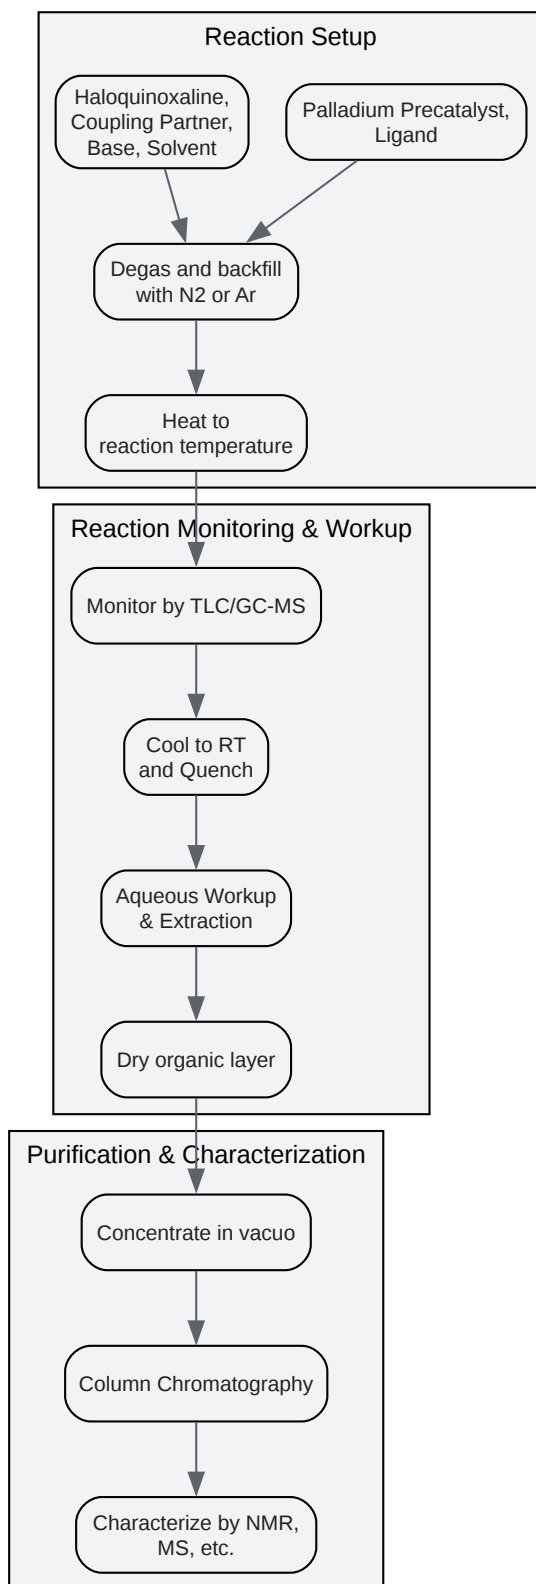 Reaction Setup
Haloquinoxaline,
Coupling Partner,
Base, Solvent
Palladium Precatalyst,
Ligand
Degas and backfill
with N2 or Ar
Heat to
reaction temperature
Reaction Monitoring & Workup
Monitor by TLC/GC-MS
Cool to RT
and Quench
Aqueous Workup
& Extraction
Dry organic layer
Purification & Characterization
Concentrate in vacuo
Column Chromatography
Characterize by NMR,
MS, etc.